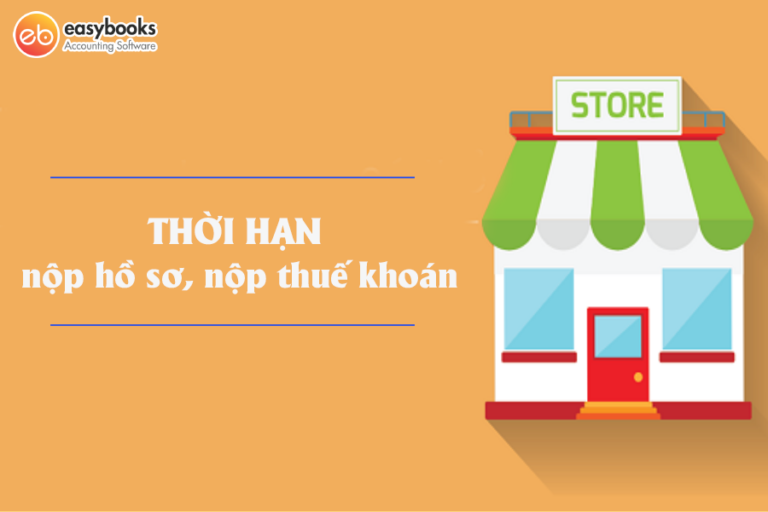 easybooks
Accounting Software
STORE
THỜI HẠN
nộp hồ sơ, nộp thuế khoán